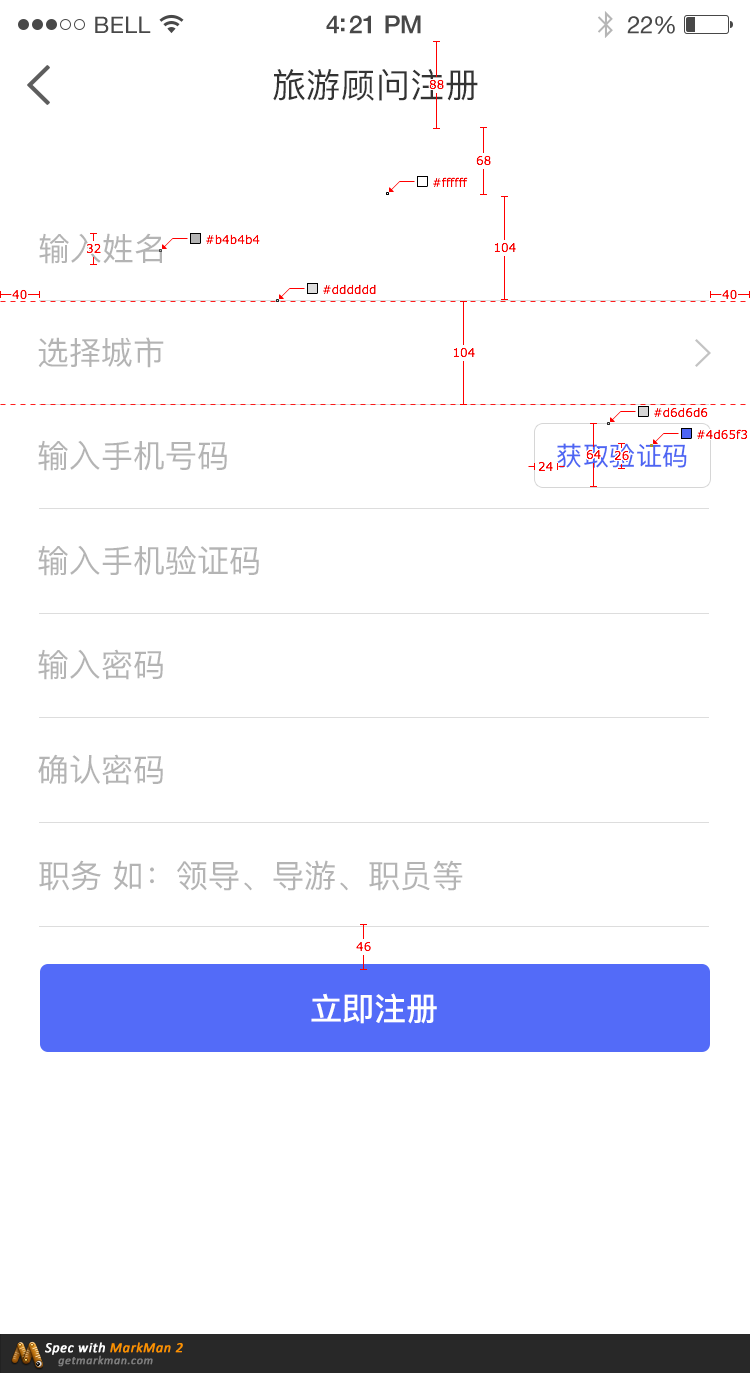 BELL 4:21 PM 22%
旅游顾问注册
88
68
#ffffff
输入姓名
32
#b4b4b4
104
40
#dddddd
40
选择城市
104
#d6d6d6
#4d65f3
输入手机号码
获取验证码
24
64
26
输入手机验证码
输入密码
确认密码
职务 如：领导、导游、职员等
46
立即注册
Spec with MarkMan 2
getmarkman.com